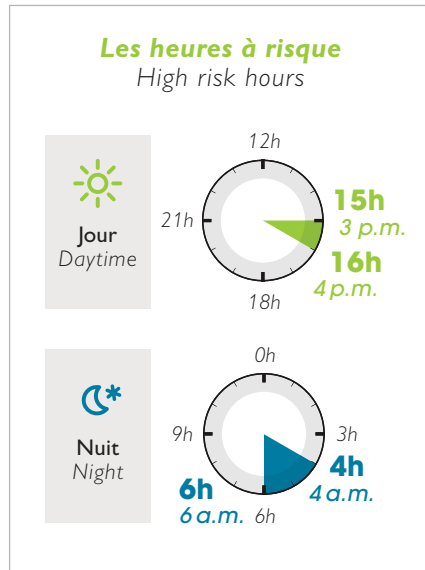 Les heures à risque
High risk hours
Jour
Daytime
12h
21h
15h
3 p.m.
16h
4 p.m.
18h
Nuit
Night
0h
9h
3h
4h
4 a.m.
6h
6 a.m.
6h